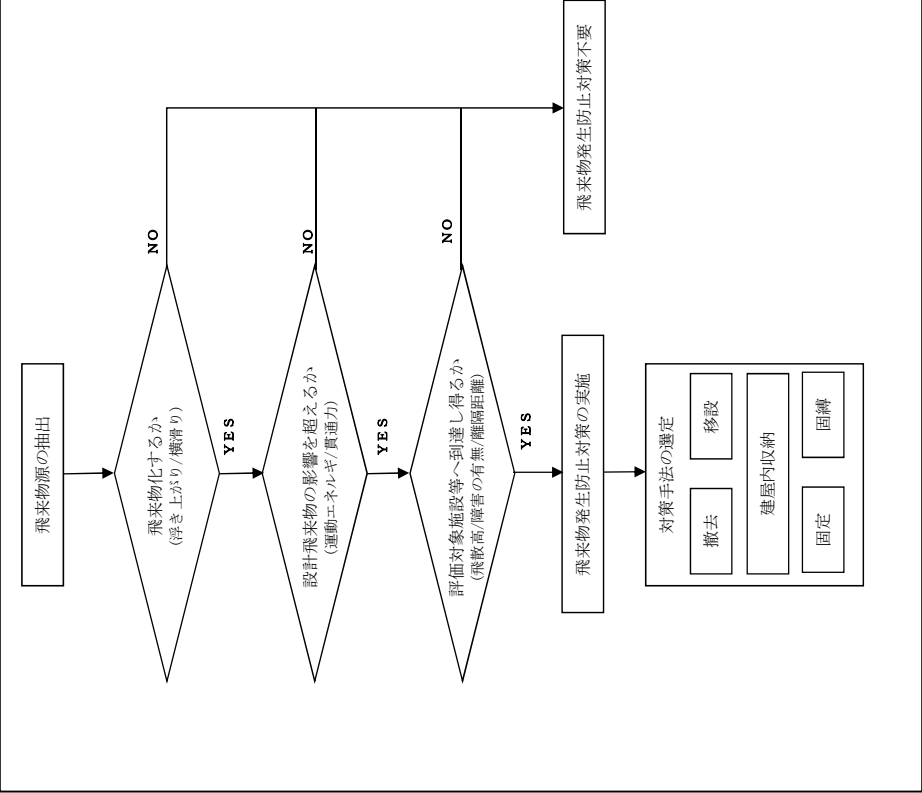 飛来物源の抽出
飛来物化するか
(浮き上がり/横滑り)
NO
YES
設計飛来物の影響を超えるか
(運動エネルギ/貫通力)
NO
YES
評価対象施設等へ到達し得るか
(飛散高/障害の有無/離隔距離)
NO
YES
飛来物発生防止対策の実施
飛来物発生防止対策不要
対策手法の選定
撤去
移設
建屋内収納
固定
固縛